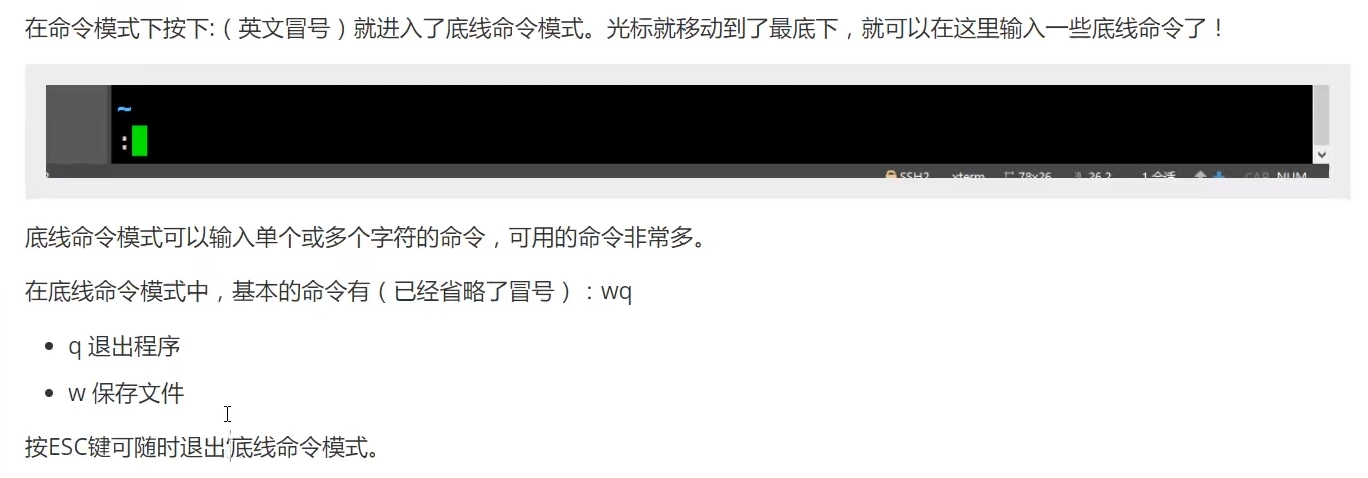 在命令模式下按下:（英文冒号）就进入了底线命令模式。光标就移动到了最底下，就可以在这里输入一些底线命令了！
~
:
SSH2 xterm 78x26 26,2 1 会话 CAP NUM
底线命令模式可以输入单个或多个字符的命令，可用的命令非常多。
在底线命令模式中，基本的命令有（已经省略了冒号）：wq
• q 退出程序
• w 保存文件
按ESC键可随时退出底线命令模式。